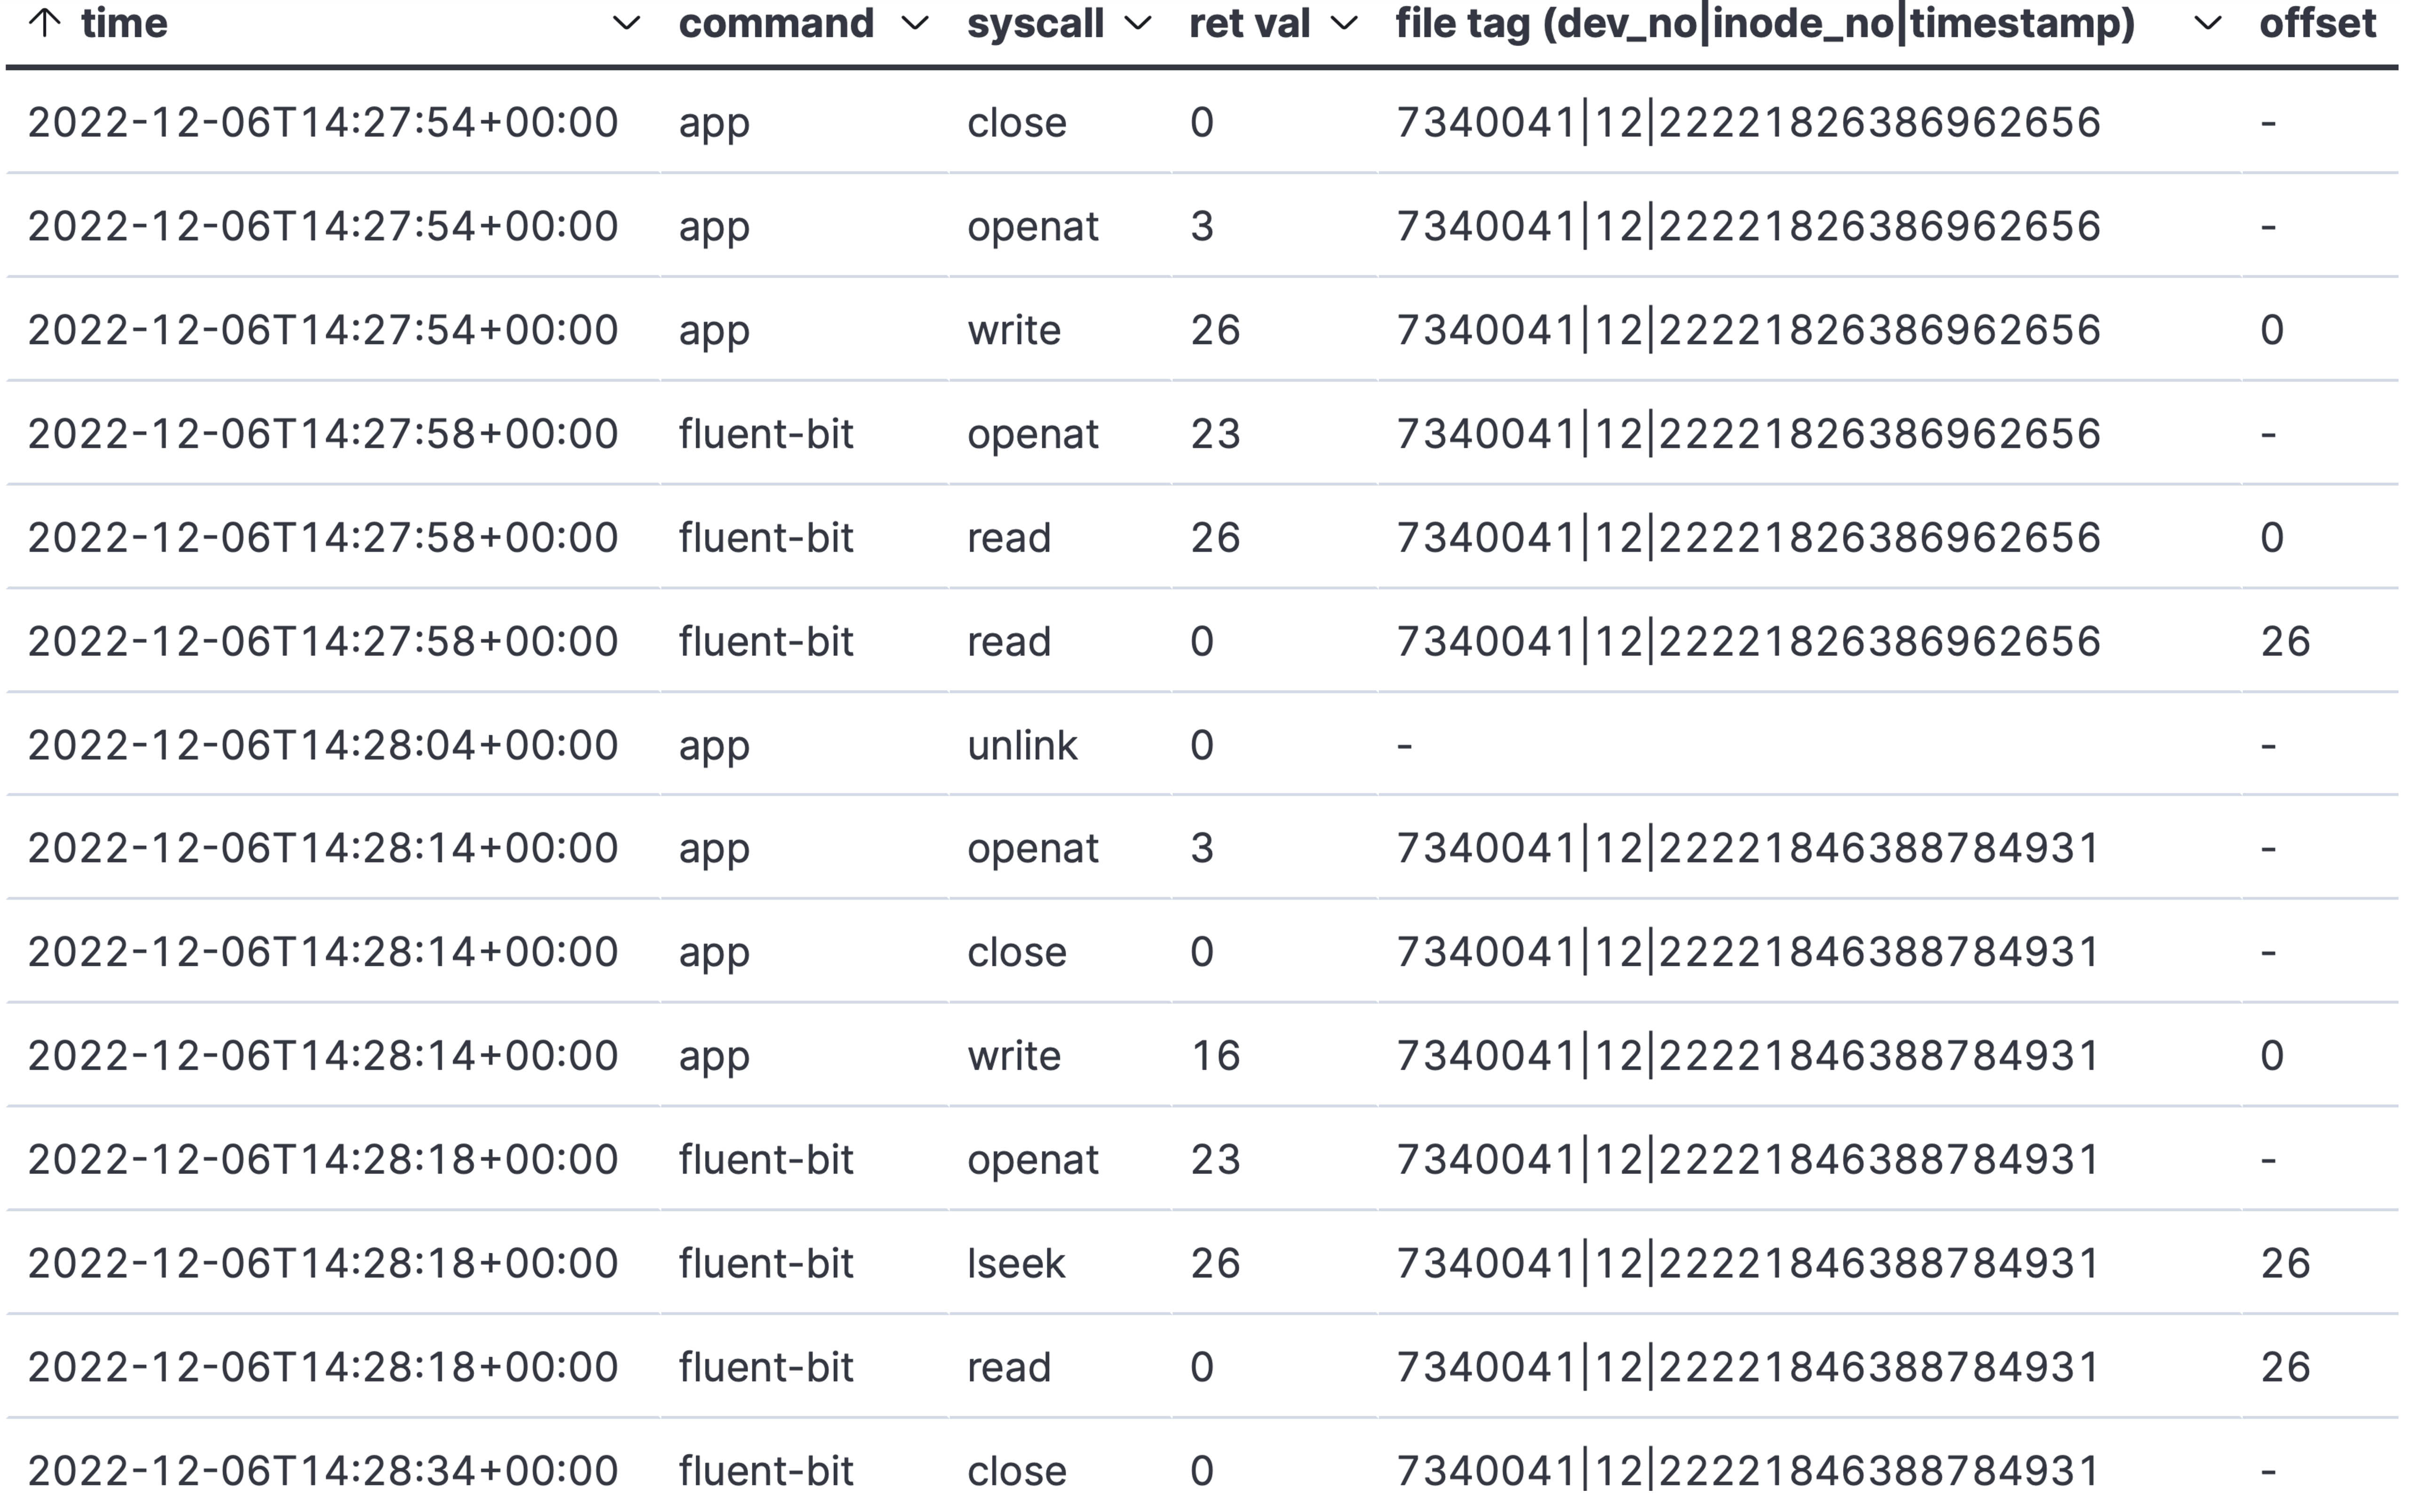 time command syscall ret val file tag (dev_no|inode_no|timestamp) offset
2022-12-06T14:27:54+00:00 app close 0 7340041|12|2222182638696​2656 -
2022-12-06T14:27:54+00:00 app openat 3 7340041|12|22221826386962656 -
2022-12-06T14:27:54+00:00 app write 26 7340041|12|22221826386962656 0
2022-12-06T14:27:58+00:00 fluent-bit openat 23 7340041|12|22221826386962656 -
2022-12-06T14:27:58+00:00 fluent-bit read 26 7340041|12|22221826386962656 0
2022-12-06T14:27:58+00:00 fluent-bit read 0 7340041|12|22221826386962656 26
2022-12-06T14:28:04+00:00 app unlink 0 - -
2022-12-06T14:28:14+00:00 app openat 3 7340041|12|22221846388784931 -
2022-12-06T14:28:14+00:00 app close 0 7340041|12|22221846388784931 -
2022-12-06T14:28:14+00:00 app write 16 7340041|12|22221846388784931 0
2022-12-06T14:28:18+00:00 fluent-bit openat 23 7340041|12|22221846388784931 -
2022-12-06T14:28:18+00:00 fluent-bit lseek 26 7340041|12|22221846388784931 26
2022-12-06T14:28:18+00:00 fluent-bit read 0 7340041|12|22221846388784931 26
2022-12-06T14:28:34+00:00 fluent-bit close 0 7340041|12|22221846388784931 -